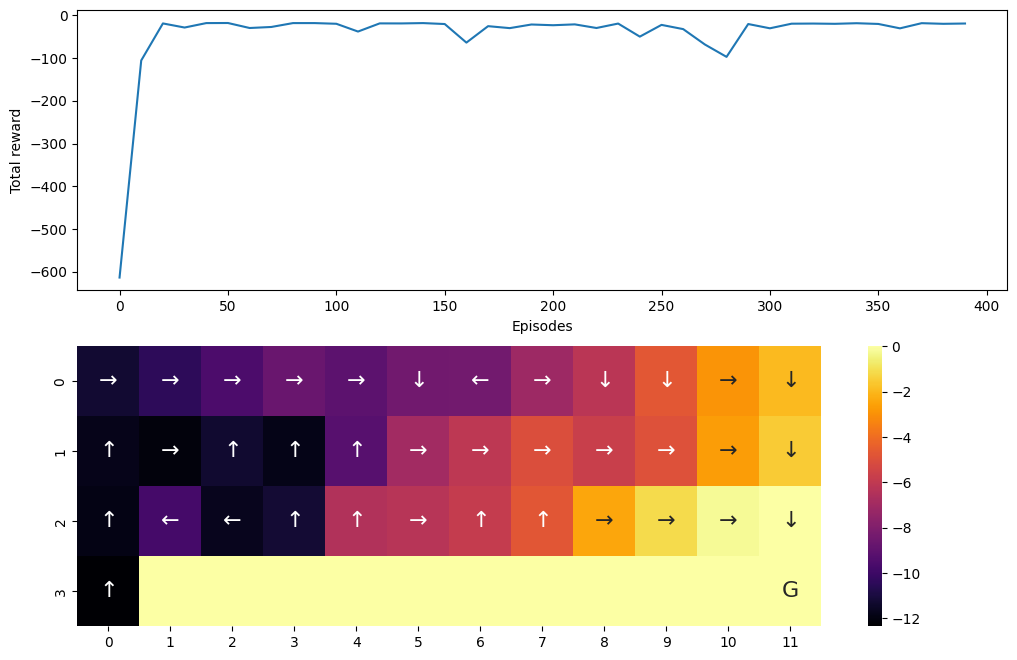 0
−100
−200
−300
−400
−500
−600
Total reward
0 50 100 150 200 250 300 350 400
Episodes
0 → → → → → ↓ ← → ↓ ↓ → ↓
1 ↑ → ↑ ↑ ↑ → → → → → → ↓
2 ↑ ← ← ↑ ↑ → ↑ ↑ → → → ↓
3 ↑ G
0 1 2 3 4 5 6 7 8 9 10 11
0
−2
−4
−6
−8
−10
−12